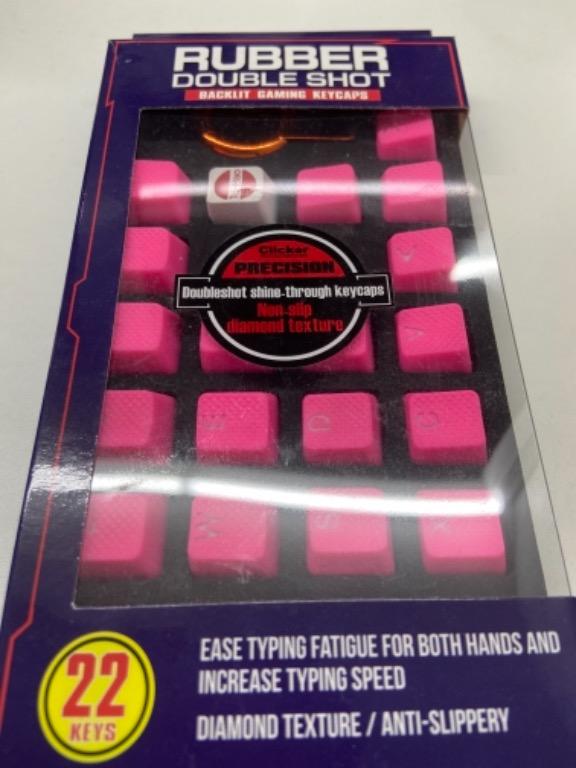 RUBBER
DOUBLE SHOT
BACKLIT GAMING KEYCAPS
Clicker
PRECISION
Doubleshot shine-through keycaps
Non-slip
diamond texture
V
E D C
W S X
22
KEYS
EASE TYPING FATIGUE FOR BOTH HANDS AND
INCREASE TYPING SPEED
DIAMOND TEXTURE / ANTI-SLIPPERY